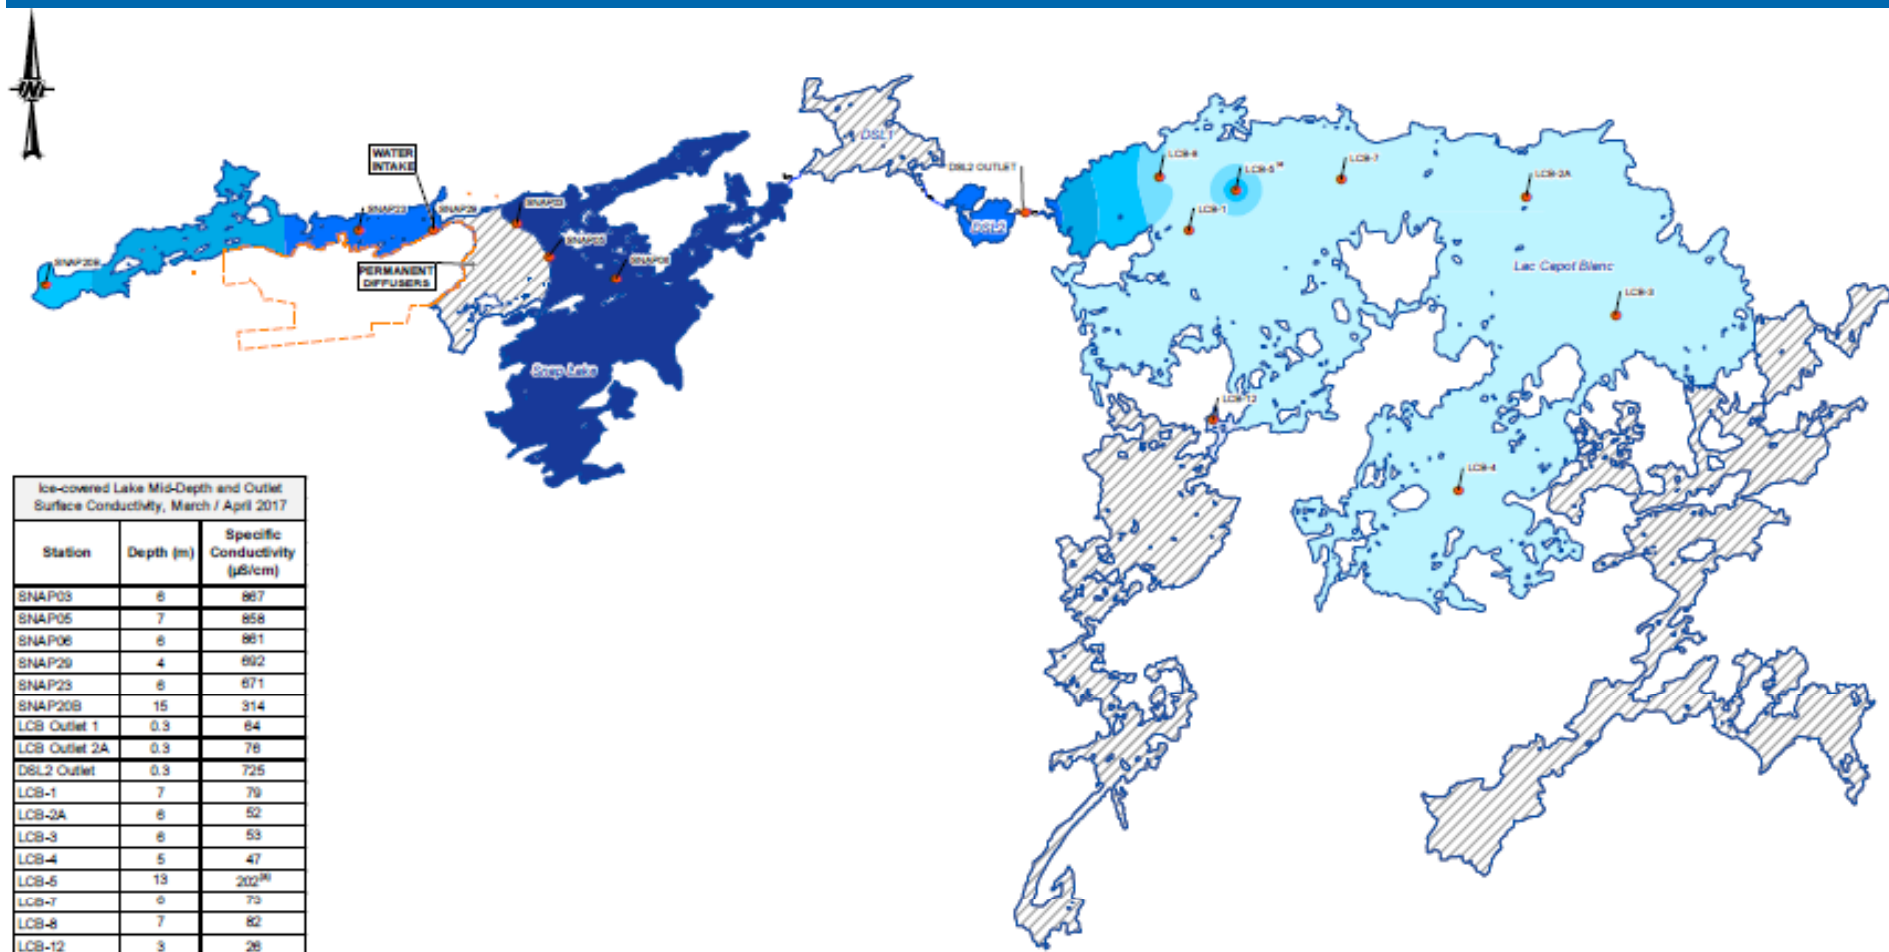 N
WATER
INTAKE
SNAP23
SNAP29
SNAP03
SNAP05
SNAP06
SNAP20B
PERMANENT
DIFFUSERS
Snap Lake
DSL1
DSL2 OUTLET
DSL2
LCB-8
LCB-5
LCB-7
LCB-2A
LCB-1
Lac Capot Blanc
LCB-3
LCB-12
LCB-4
Ice-covered Lake Mid-Depth and Outlet
Surface Conductivity, March / April 2017
Station Depth (m) Specific Conductivity (µS/cm)
SNAP03 6 867
SNAP05 7 858
SNAP06 6 861
SNAP29 4 692
SNAP23 6 671
SNAP20B 15 314
LCB Outlet 1 0.3 64
LCB Outlet 2A 0.3 76
DSL2 Outlet 0.3 725
LCB-1 7 79
LCB-2A 6 52
LCB-3 6 53
LCB-4 5 47
LCB-5 13 202
LCB-7 6 73
LCB-8 7 82
LCB-12 3 26